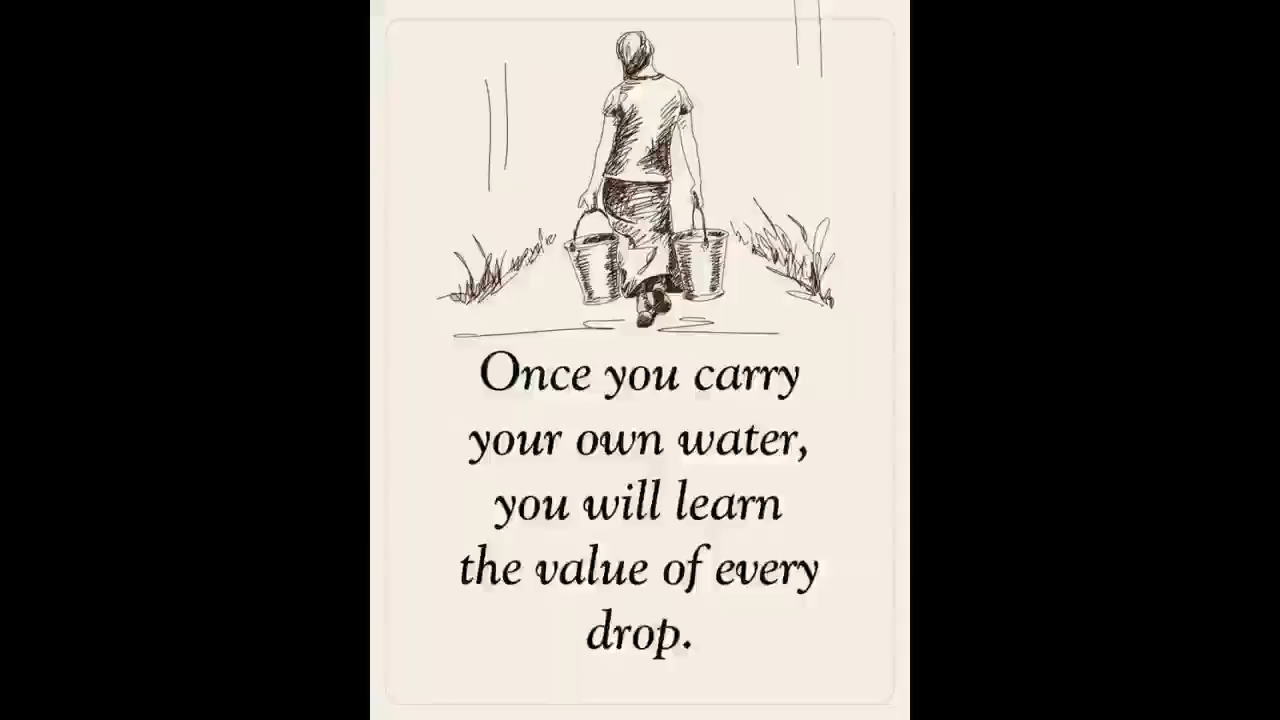 Once you carry
your own water,
you will learn
the value of every
drop.